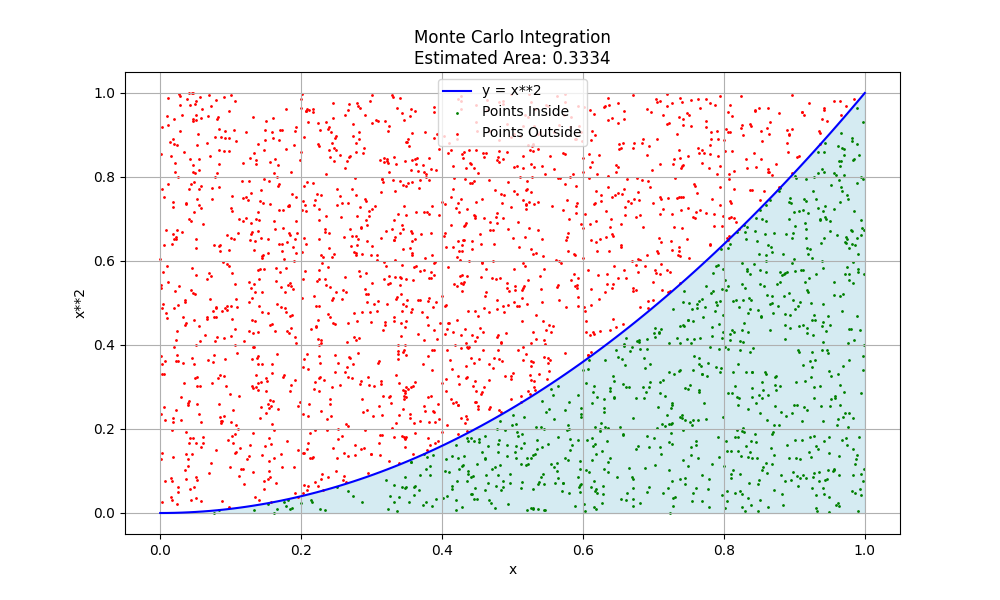 Monte Carlo Integration
Estimated Area: 0.3334
y = x**2
Points Inside
Points Outside
1.0
0.8
0.6
0.4
0.2
0.0
x**2
0.0 0.2 0.4 0.6 0.8 1.0
x